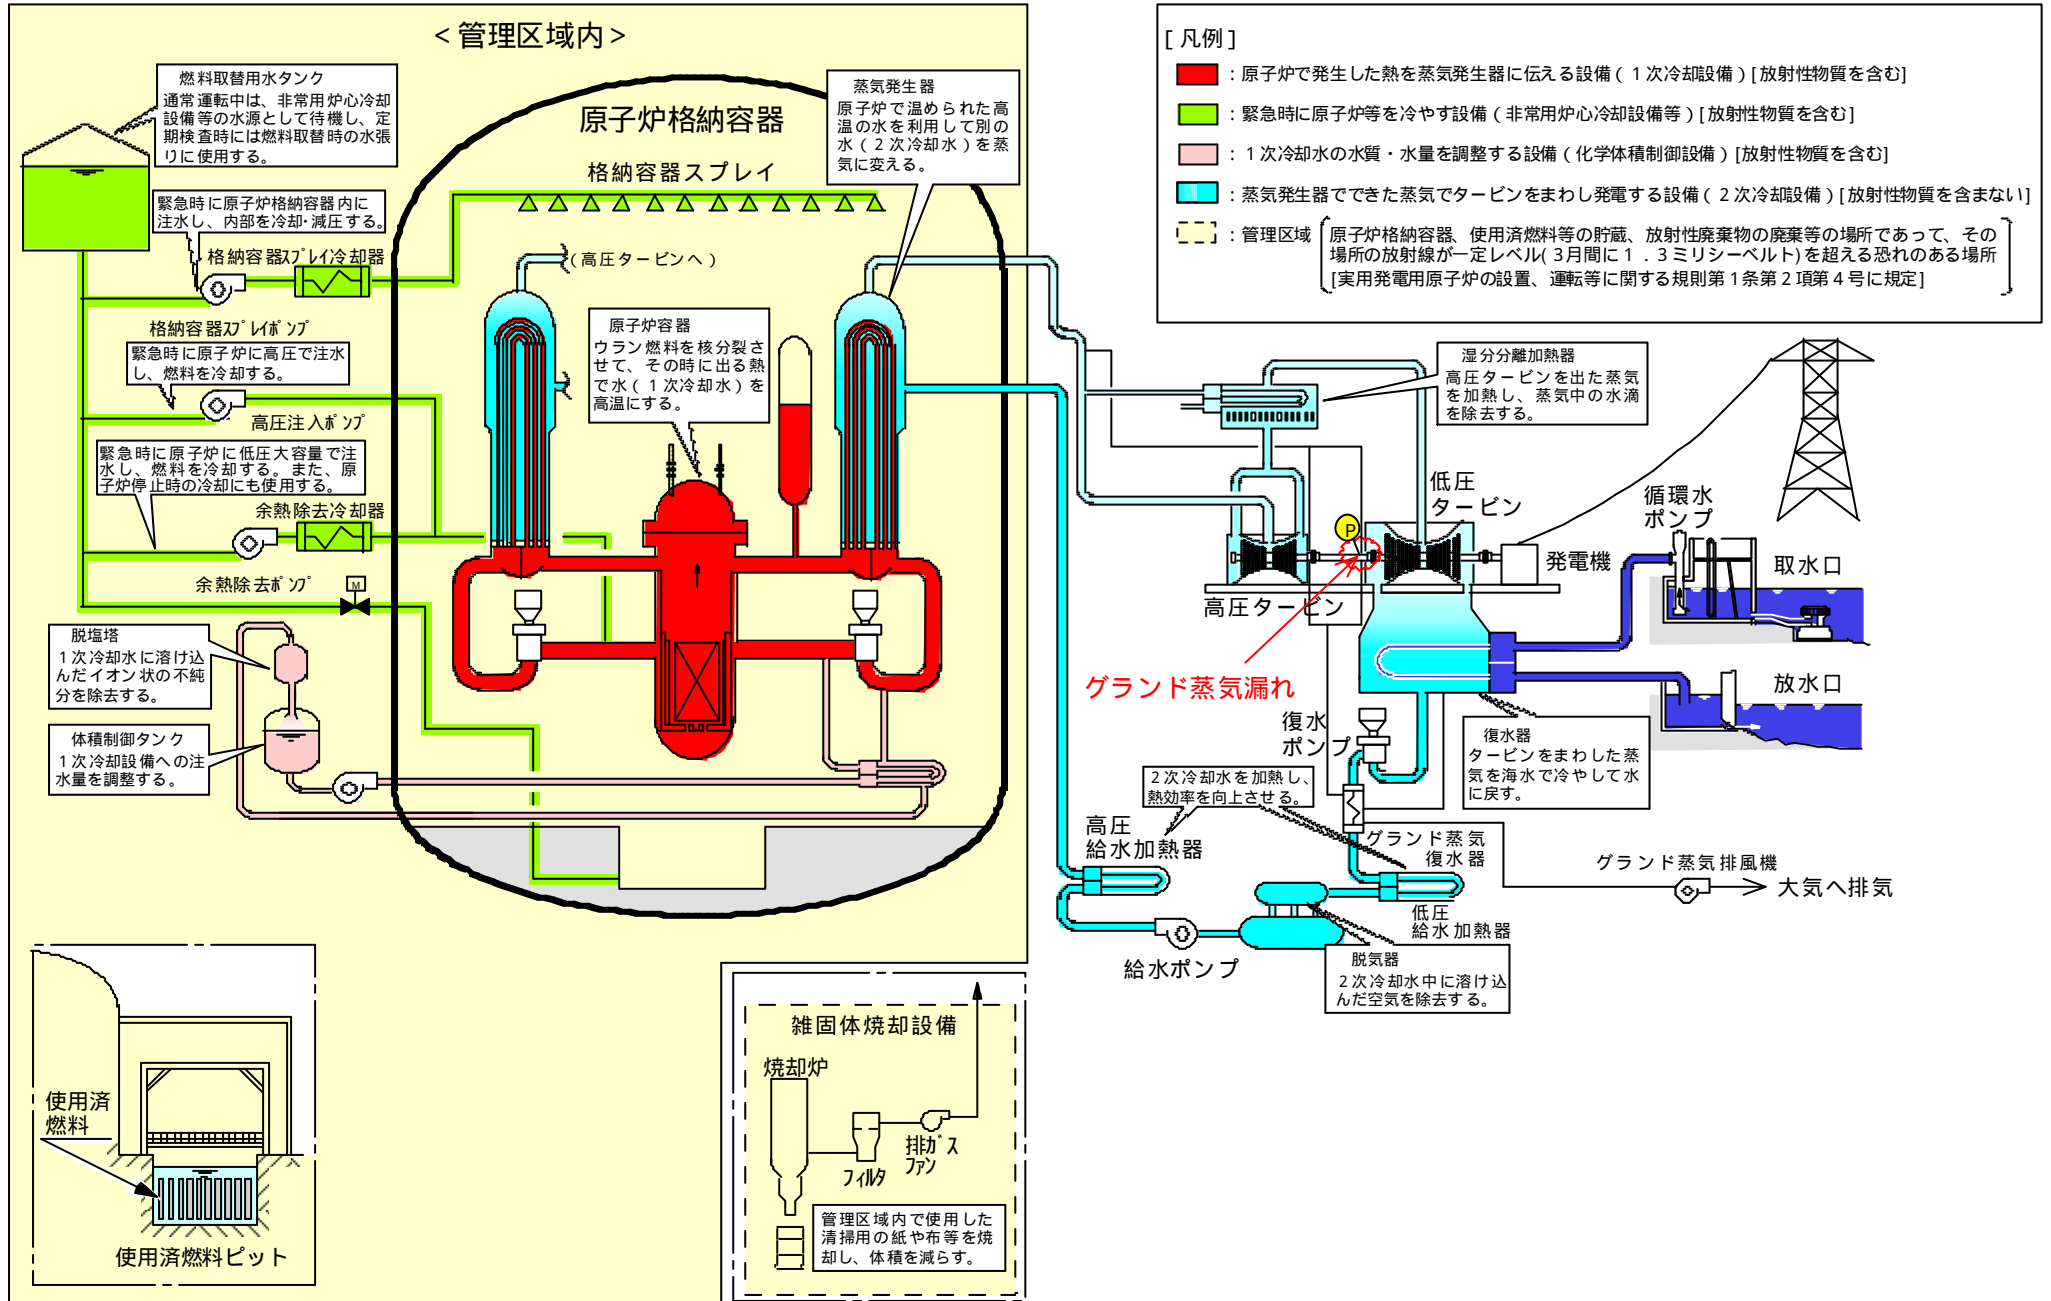 ＜管理区域内＞
燃料取替用水タンク
通常運転中は、非常用炉心冷却
設備等の水源として待機し、定
期検査時には燃料取替時の水張
りに使用する。
緊急時に原子炉格納容器内に
注水し、内部を冷却・減圧する。
格納容器ｽﾌﾟﾚｲ冷却器
格納容器ｽﾌﾟﾚｲﾎﾟﾝﾌﾟ
緊急時に原子炉に高圧で注水
し、燃料を冷却する。
高圧注入ﾎﾟﾝﾌﾟ
緊急時に原子炉に低圧大容量で注
水し、燃料を冷却する。また、原
子炉停止時の冷却にも使用する。
余熱除去冷却器
余熱除去ﾎﾟﾝﾌﾟ
M
脱塩塔
１次冷却水に溶け込
んだイオン状の不純
分を除去する。
体積制御タンク
１次冷却設備への注
水量を調整する。
原子炉格納容器
格納容器スプレイ
蒸気発生器
原子炉で温められた高
温の水を利用して別の
水（２次冷却水）を蒸
気に変える。
（高圧タービンへ）
原子炉容器
ウラン燃料を核分裂さ
せて、その時に出る熱
で水（１次冷却水）を
高温にする。
[ 凡例 ]
：原子炉で発生した熱を蒸気発生器に伝える設備（１次冷却設備）[放射性物質を含む]
：緊急時に原子炉等を冷やす設備（非常用炉心冷却設備等）[放射性物質を含む]
：１次冷却水の水質・水量を調整する設備（化学体積制御設備）[放射性物質を含む]
：蒸気発生器でできた蒸気でタービンをまわし発電する設備（２次冷却設備）[放射性物質を含まない]
：管理区域
原子炉格納容器、使用済燃料等の貯蔵、放射性廃棄物の廃棄等の場所であって、その
場所の放射線が一定レベル(３月間に１．３ミリシーベルト)を超える恐れのある場所
[実用発電用原子炉の設置、運転等に関する規則第１条第２項第４号に規定]
湿分分離加熱器
高圧タービンを出た蒸気
を加熱し、蒸気中の水滴
を除去する。
低圧
タービン
P
高圧タービン
発電機
循環水
ポンプ
取水口
放水口
グランド蒸気漏れ
復水
ポンプ
復水器
タービンをまわした蒸
気を海水で冷やして水
に戻す。
２次冷却水を加熱し、
熱効率を向上させる。
高圧
給水加熱器
グランド蒸気
復水器
グランド蒸気排風機
大気へ排気
低圧
給水加熱器
給水ポンプ
脱気器
２次冷却水中に溶け込
んだ空気を除去する。
使用済
燃料
使用済燃料ピット
雑固体焼却設備
焼却炉
ﾌｨﾙﾀ
排ｶﾞｽ
ﾌｧﾝ
管理区域内で使用した
清掃用の紙や布等を焼
却し、体積を減らす。